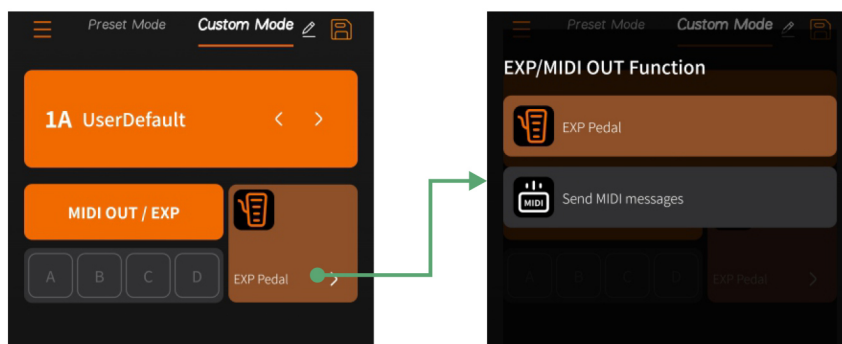 Preset Mode
Custom Mode
1A UserDefault
MIDI OUT / EXP
A
B
C
D
EXP Pedal
Preset Mode
Custom Mode
EXP/MIDI OUT Function
EXP Pedal
MIDI
Send MIDI messages
A
B
C
D
EXP Pedal